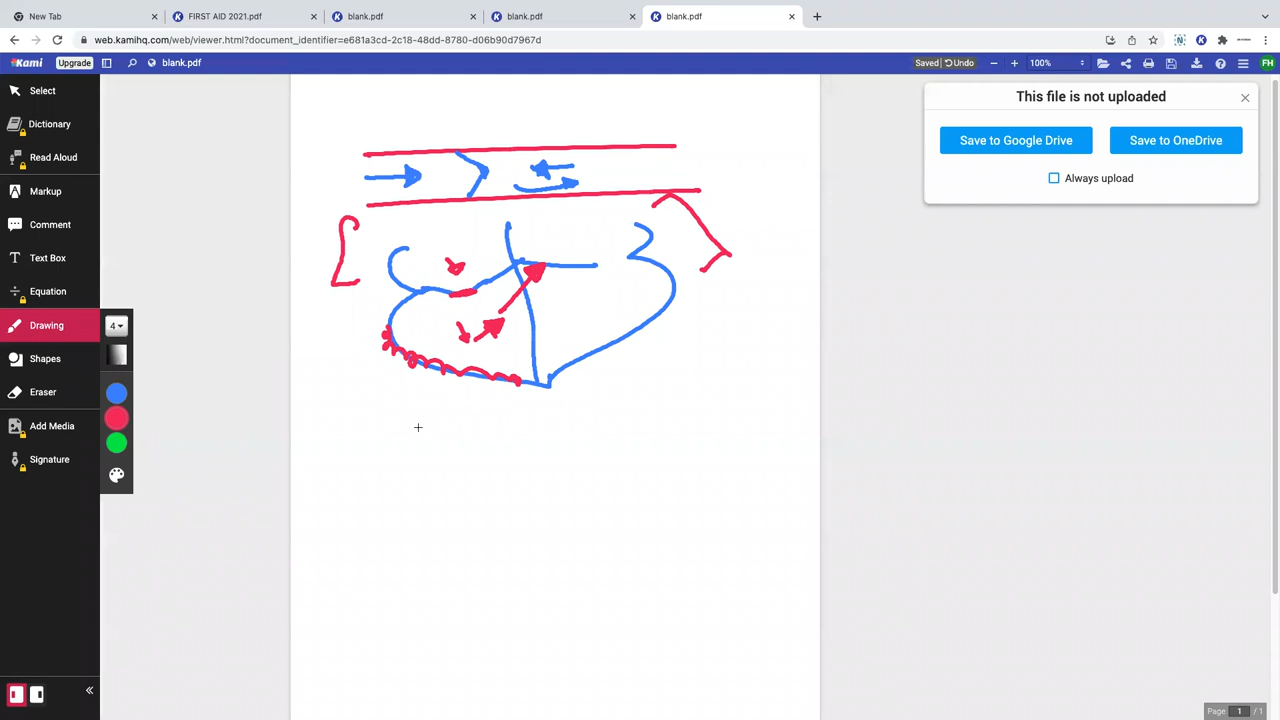 New Tab
FIRST AID 2021.pdf
blank.pdf
blank.pdf
blank.pdf
web.kamihq.com/web/viewer.html?document_identifier=e681a3cd-2c18-48dd-8780-d06b90d7967d
Kami
Upgrade
blank.pdf
Saved
Undo
100%
FH
Select
Dictionary
Read Aloud
Markup
Comment
Text Box
Equation
Drawing
Shapes
Eraser
Add Media
Signature
4
This file is not uploaded
Save to Google Drive
Save to OneDrive
Always upload
Page 1 / 1